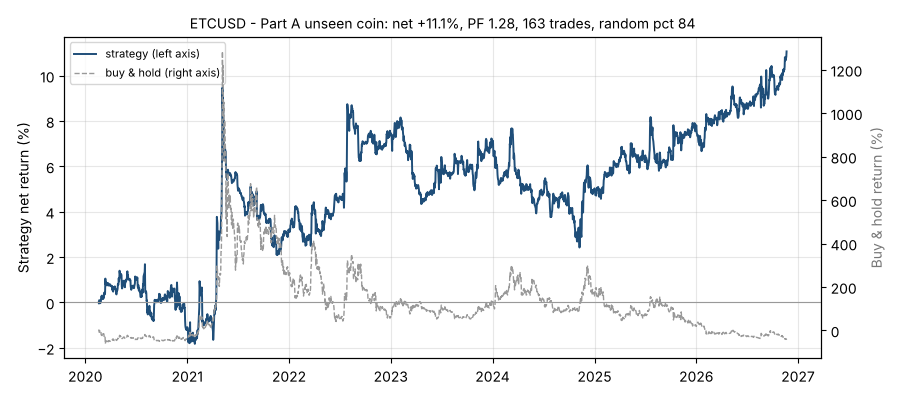 ETCUSD - Part A unseen coin: net +11.1%, PF 1.28, 163 trades, random pct 84
strategy (left axis)
buy & hold (right axis)
Strategy net return (%)
10
8
6
4
2
0
−2
1200
1000
800
600
400
200
0
Buy & hold return (%)
2020 2021 2022 2023 2024 2025 2026 2027